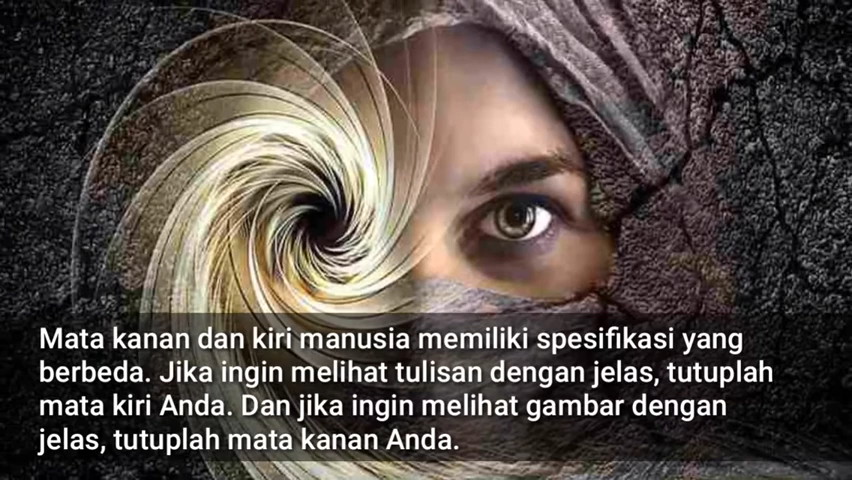 Mata kanan dan kiri manusia memiliki spesifikasi yang
berbeda. Jika ingin melihat tulisan dengan jelas, tutuplah
mata kiri Anda. Dan jika ingin melihat gambar dengan
jelas, tutuplah mata kanan Anda.